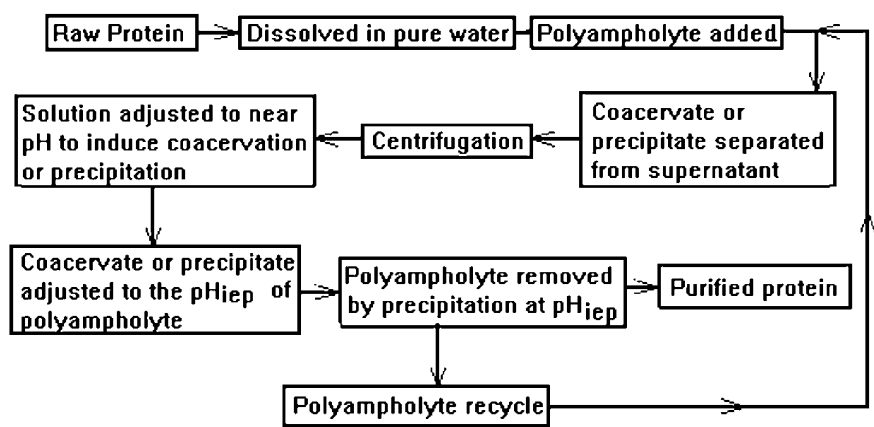 Raw Protein
Dissolved in pure water
Polyampholyte added
Coacervate or
precipitate separated
from supernatant
Centrifugation
Solution adjusted to near
pH to induce coacervation
or precipitation
Coacervate or precipitate
adjusted to the pHiep of
polyampholyte
Polyampholyte removed
by precipitation at pHiep
Purified protein
Polyampholyte recycle